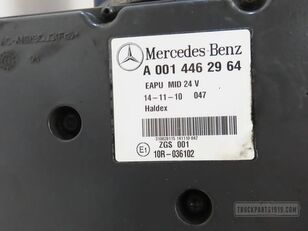 Mercedes-Benz
A 001 446 29 64
EAPU MID 24 V
14-11-10 047
Haldex
E1
ZGS 001
10R-036102
TRUCKPARTS1919